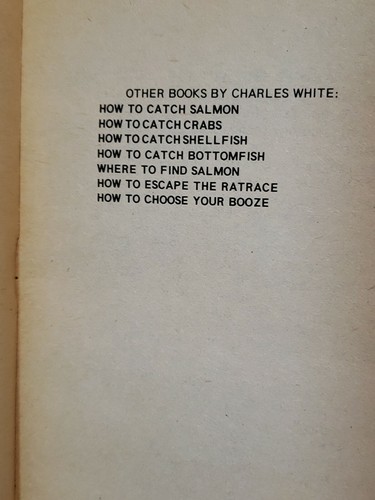 OTHER BOOKS BY CHARLES WHITE:
HOW TO CATCH SALMON
HOW TO CATCH CRABS
HOW TO CATCH SHELLFISH
HOW TO CATCH BOTTOMFISH
WHERE TO FIND SALMON
HOW TO ESCAPE THE RATRACE
HOW TO CHOOSE YOUR BOOZE